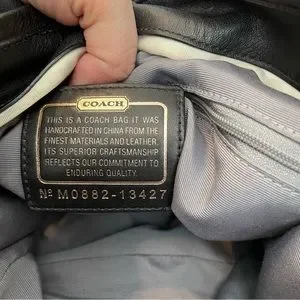 COACH
THIS IS A COACH BAG. IT WAS
HANDCRAFTED IN CHINA FROM THE
FINEST MATERIALS AND LEATHER.
ITS SUPERIOR CRAFTSMANSHIP
REFLECTS OUR COMMITMENT TO
ENDURING QUALITY.
Nº M0882-13427